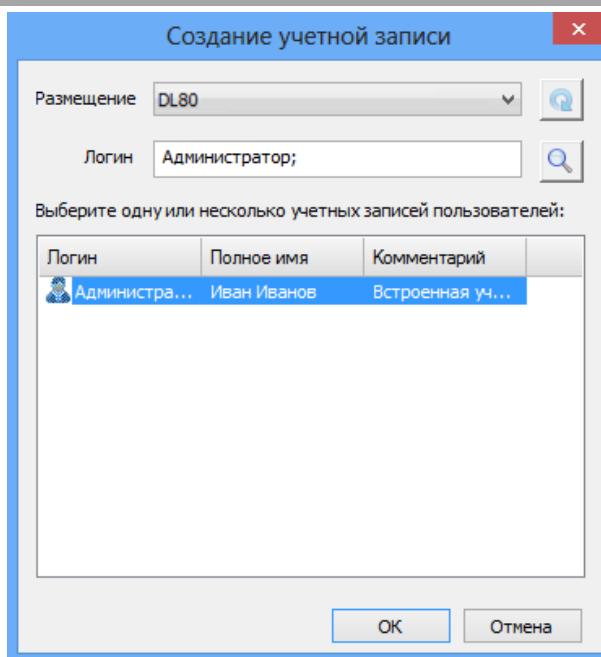 Создание учетной записи
Размещение DL80
Логин Администратор;
Выберите одну или несколько учетных записей пользователей:
Логин Полное имя Комментарий
Администра... Иван Иванов Встроенная уч...
OK Отмена